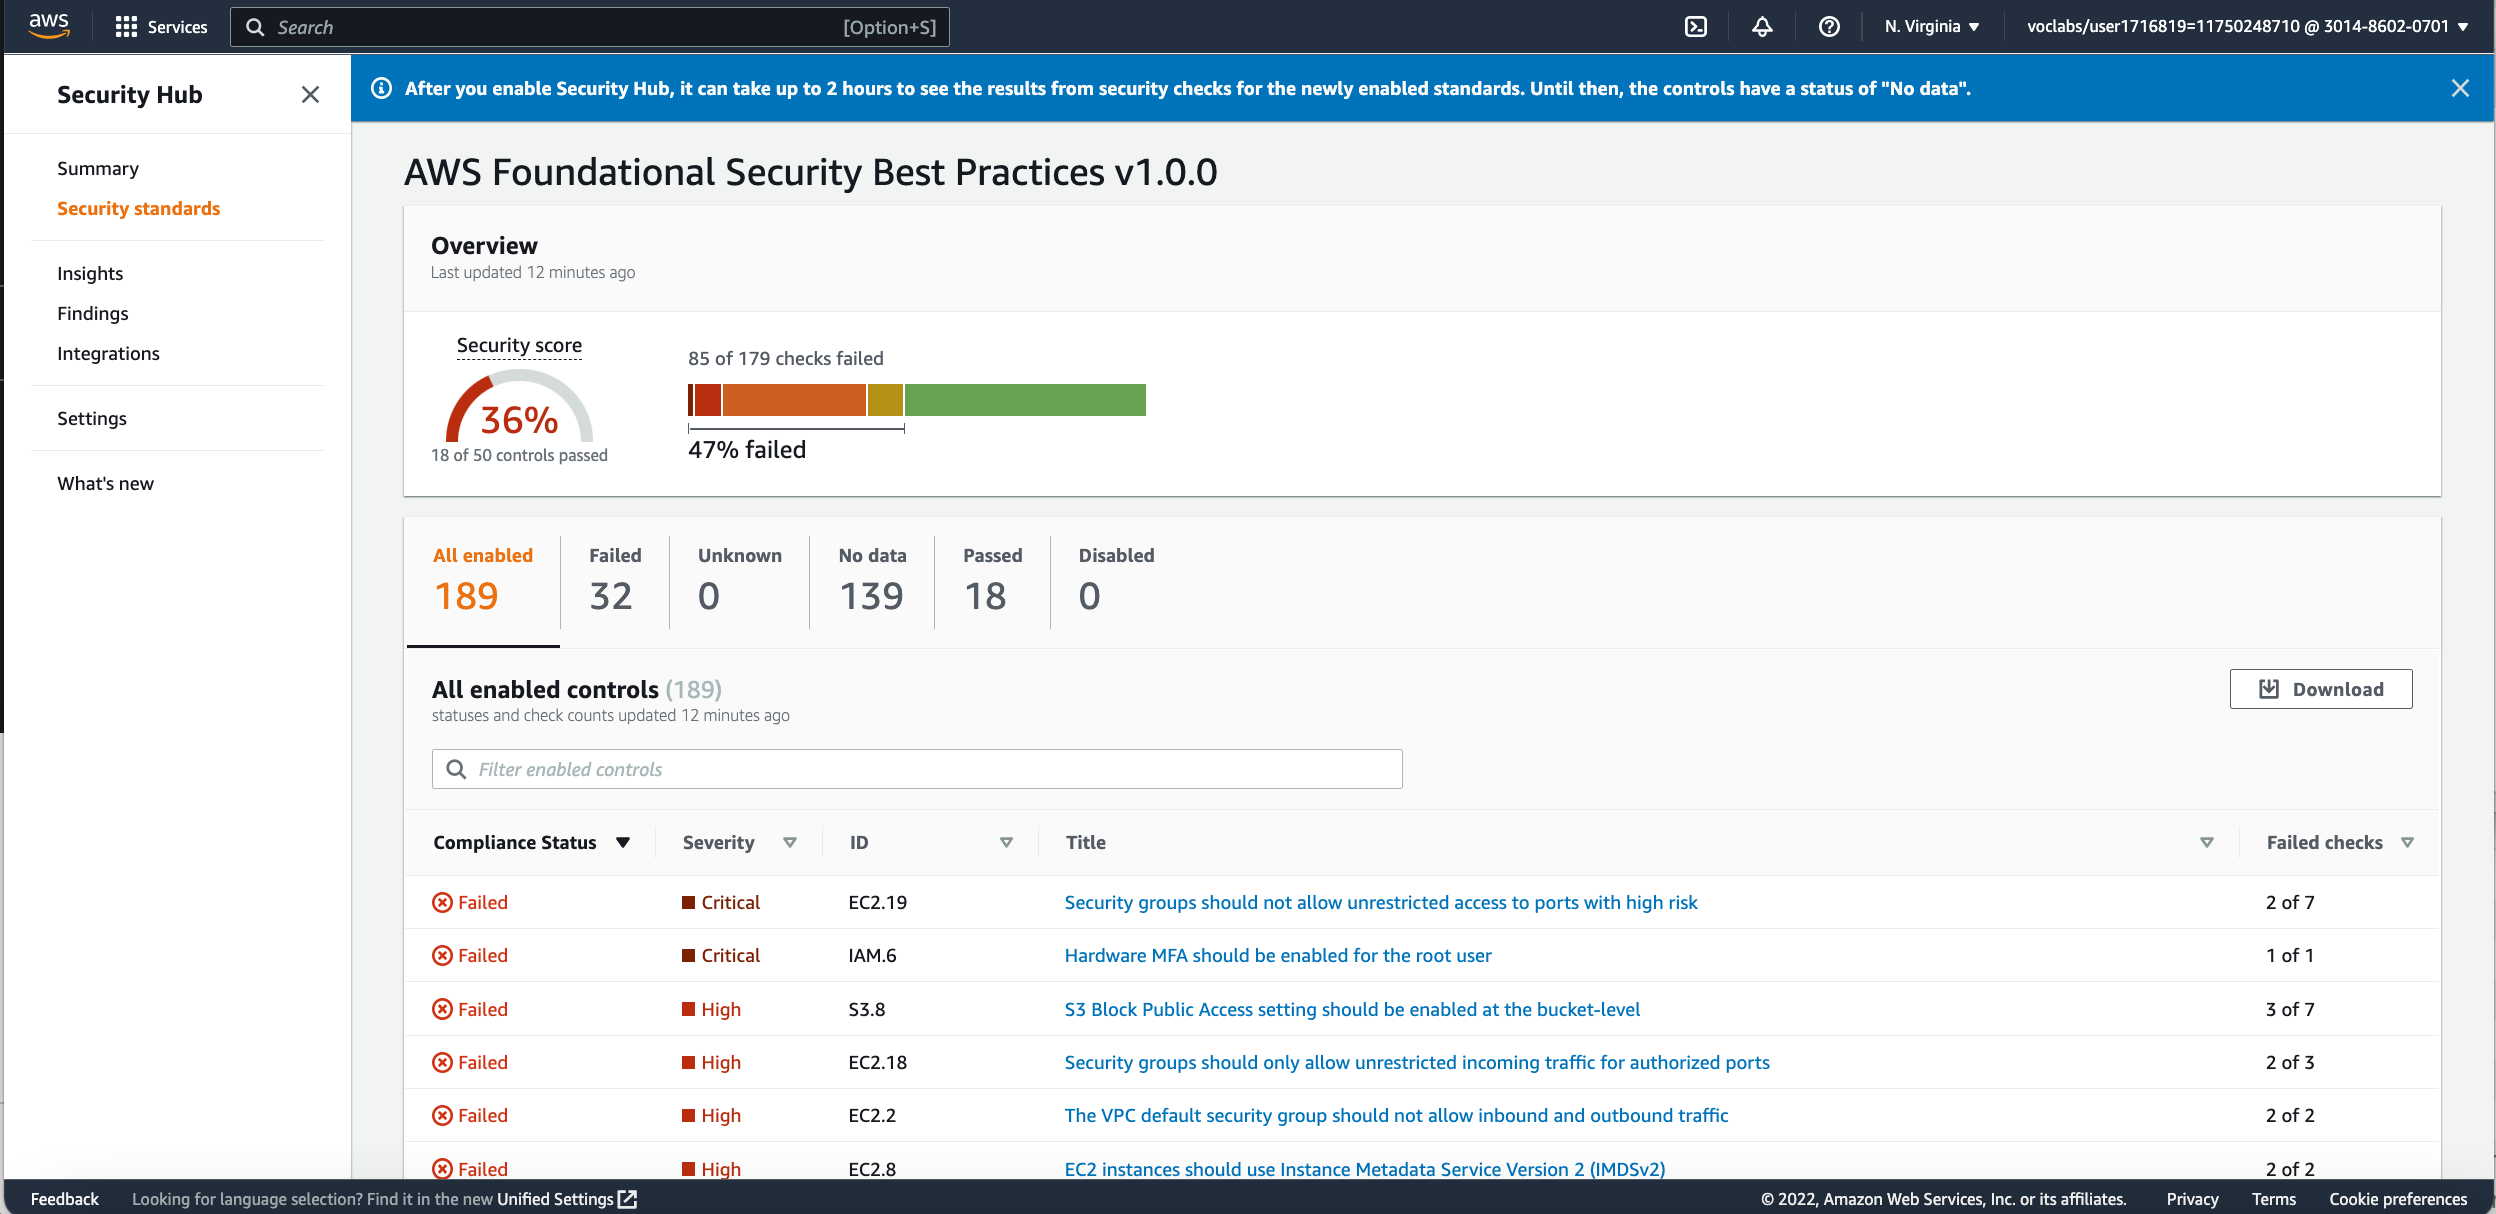 aws Services Search [Option+S] N. Virginia voclabs/user1716819=11750248710 @ 3014-8602-0701
Security Hub
Summary
Security standards
Insights
Findings
Integrations
Settings
What's new
After you enable Security Hub, it can take up to 2 hours to see the results from security checks for the newly enabled standards. Until then, the controls have a status of "No data".
AWS Foundational Security Best Practices v1.0.0
Overview
Last updated 12 minutes ago
Security score
36%
18 of 50 controls passed
85 of 179 checks failed
47% failed
All enabled Failed Unknown No data Passed Disabled
189 32 0 139 18 0
All enabled controls (189)
statuses and check counts updated 12 minutes ago
Download
Filter enabled controls
Compliance Status Severity ID Title Failed checks
Failed Critical EC2.19 Security groups should not allow unrestricted access to ports with high risk 2 of 7
Failed Critical IAM.6 Hardware MFA should be enabled for the root user 1 of 1
Failed High S3.8 S3 Block Public Access setting should be enabled at the bucket-level 3 of 7
Failed High EC2.18 Security groups should only allow unrestricted incoming traffic for authorized ports 2 of 3
Failed High EC2.2 The VPC default security group should not allow inbound and outbound traffic 2 of 2
Failed High EC2.8 EC2 instances should use Instance Metadata Service Version 2 (IMDSv2) 2 of 2
Feedback Looking for language selection? Find it in the new Unified Settings © 2022, Amazon Web Services, Inc. or its affiliates. Privacy Terms Cookie preferences